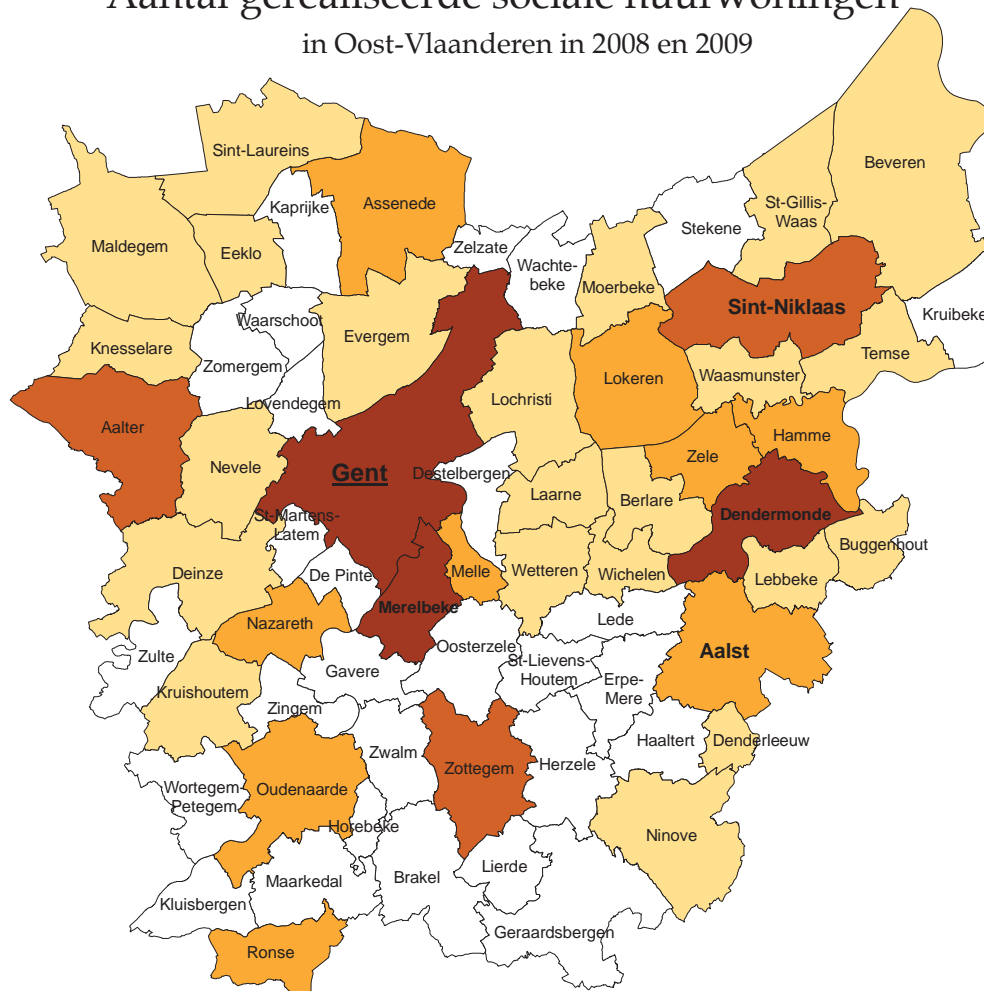 Aantal gerealiseerde sociale huurwoningen
in Oost-Vlaanderen in 2008 en 2009
Sint-Laureins
Beveren
Kaprijke
Assenede
St-Gillis-
Waas
Stekene
Maldegem
Eeklo
Zelzate
Wachte-
beke
Moerbeke
Sint-Niklaas
Kruibeke
Waarschoot
Evergem
Knesselare
Zomergem
Temse
Lokeren
Waasmunster
Lochristi
Lovendegem
Aalter
Hamme
Nevele
Gent
Destelbergen
Zele
Laarne
Berlare
Dendermonde
St-Martens-
Latem
Buggenhout
Deinze
De Pinte
Melle
Wetteren
Wichelen
Lebbeke
Merelbeke
Nazareth
Lede
Oosterzele
Aalst
Zulte
Gavere
St-Lievens-
Houtem
Erpe-
Mere
Kruishoutem
Zingem
Haaltert
Denderleeuw
Zwalm
Zottegem
Herzele
Wortegem-
Petegem
Oudenaarde
Horebeke
Ninove
Lierde
Maarkedal
Brakel
Kluisbergen
Geraardsbergen
Ronse